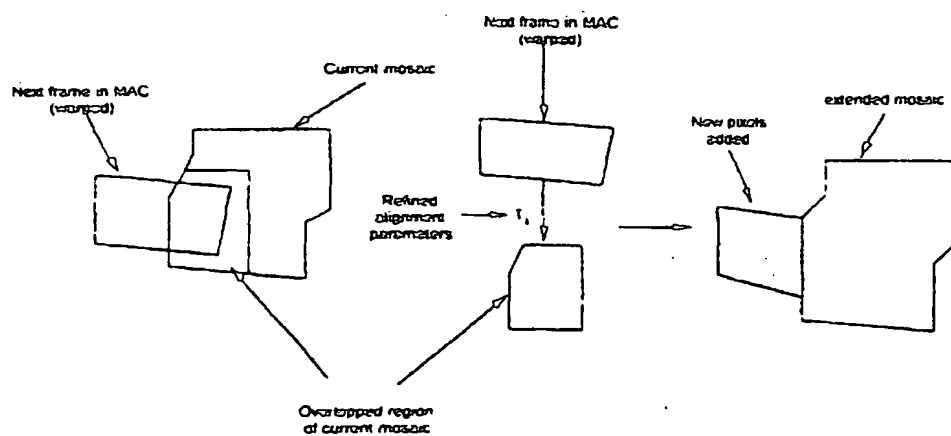 Next frame in MAC
(warped)
Current mosaic
Next frame in MAC
(warped)
extended mosaic
New pixels
added
Refined
alignment
parameters
Overlapped region
of current mosaic